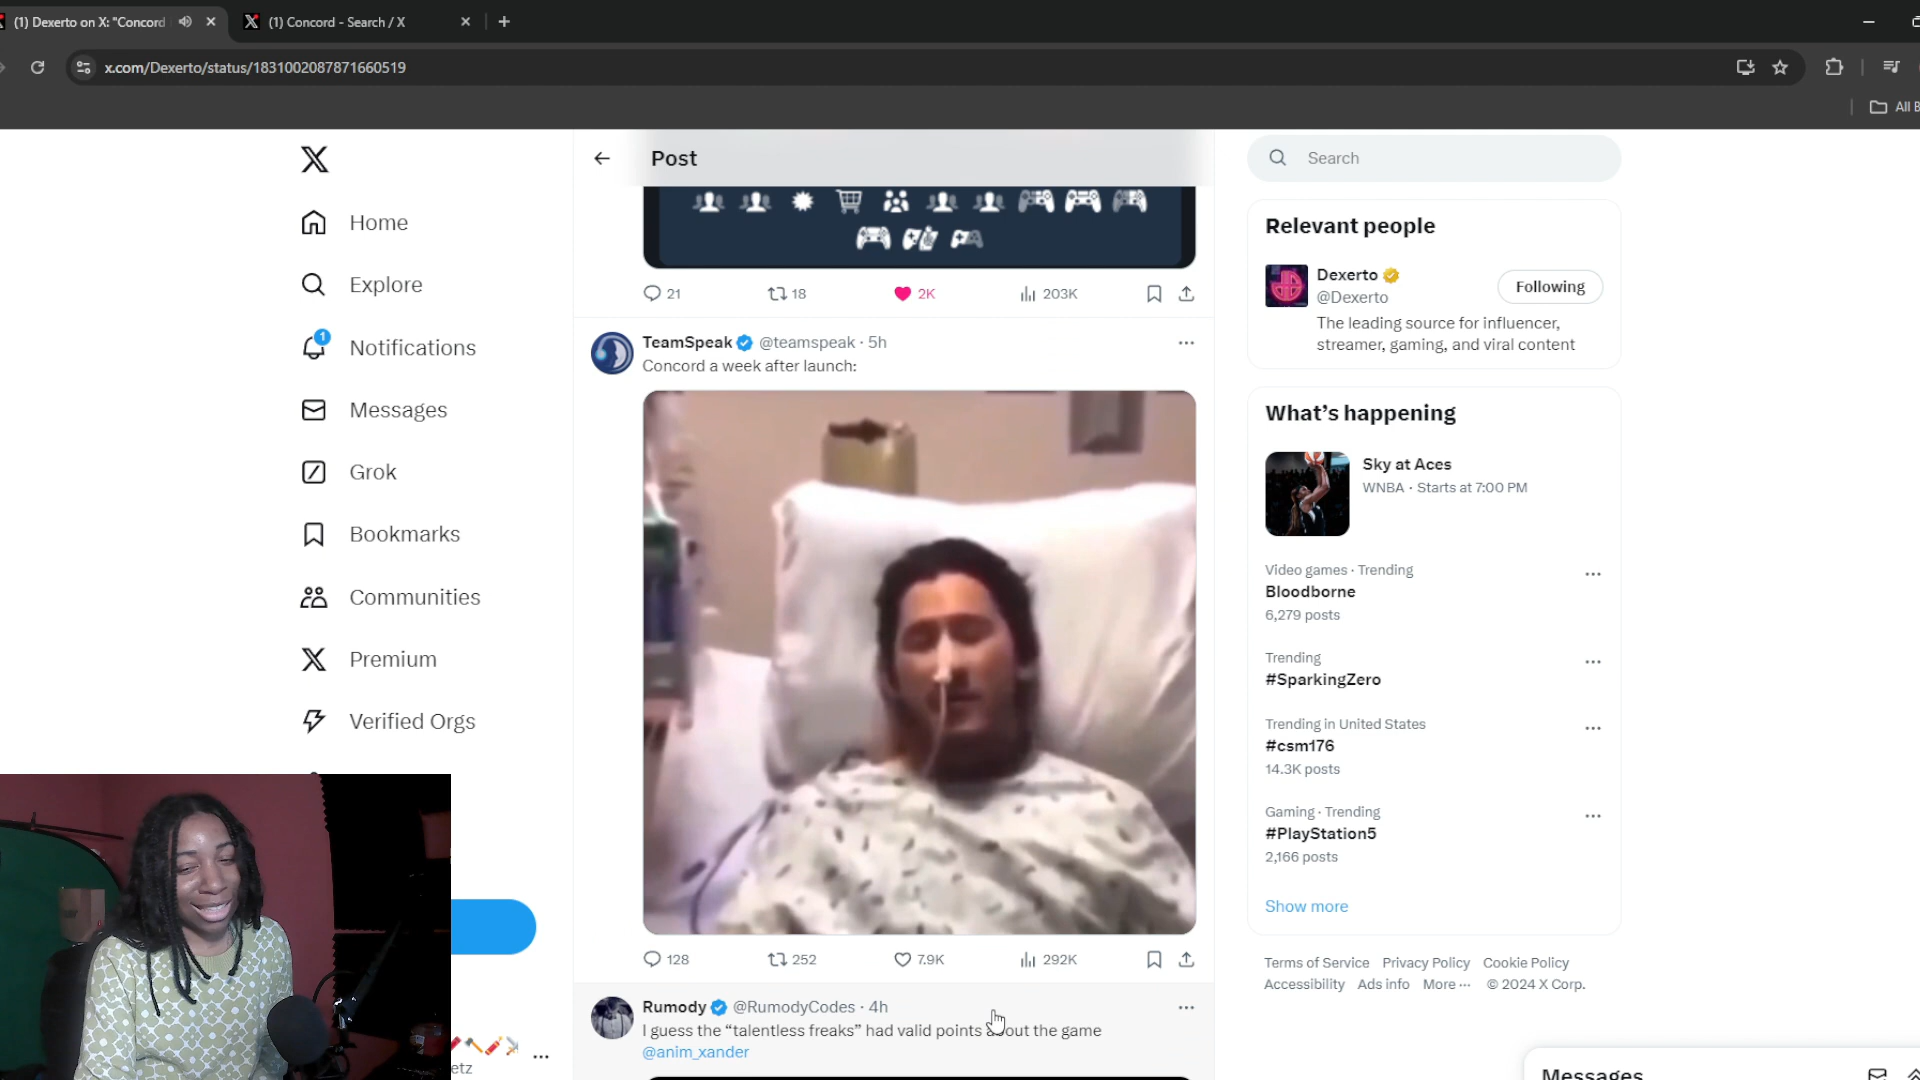 (1) Dexerto on X: "Concord
(1) Concord - Search / X
x.com/Dexerto/status/1831002087871660519
All B
Post
Search
Home
Explore
1
Notifications
Messages
Grok
Bookmarks
Communities
Premium
Verified Orgs
etz
21
18
2K
203K
TeamSpeak @teamspeak · 5h
Concord a week after launch:
128
252
7.9K
292K
Rumody @RumodyCodes · 4h
I guess the “talentless freaks” had valid points about the game
@anim_xander
Relevant people
Dexerto
@Dexerto
Following
The leading source for influencer,
streamer, gaming, and viral content
What’s happening
Sky at Aces
WNBA · Starts at 7:00 PM
Video games · Trending
Bloodborne
6,279 posts
Trending
#SparkingZero
Trending in United States
#csm176
14.3K posts
Gaming · Trending
#PlayStation5
2,166 posts
Show more
Terms of Service Privacy Policy Cookie Policy
Accessibility Ads info More ··· © 2024 X Corp.
Messages